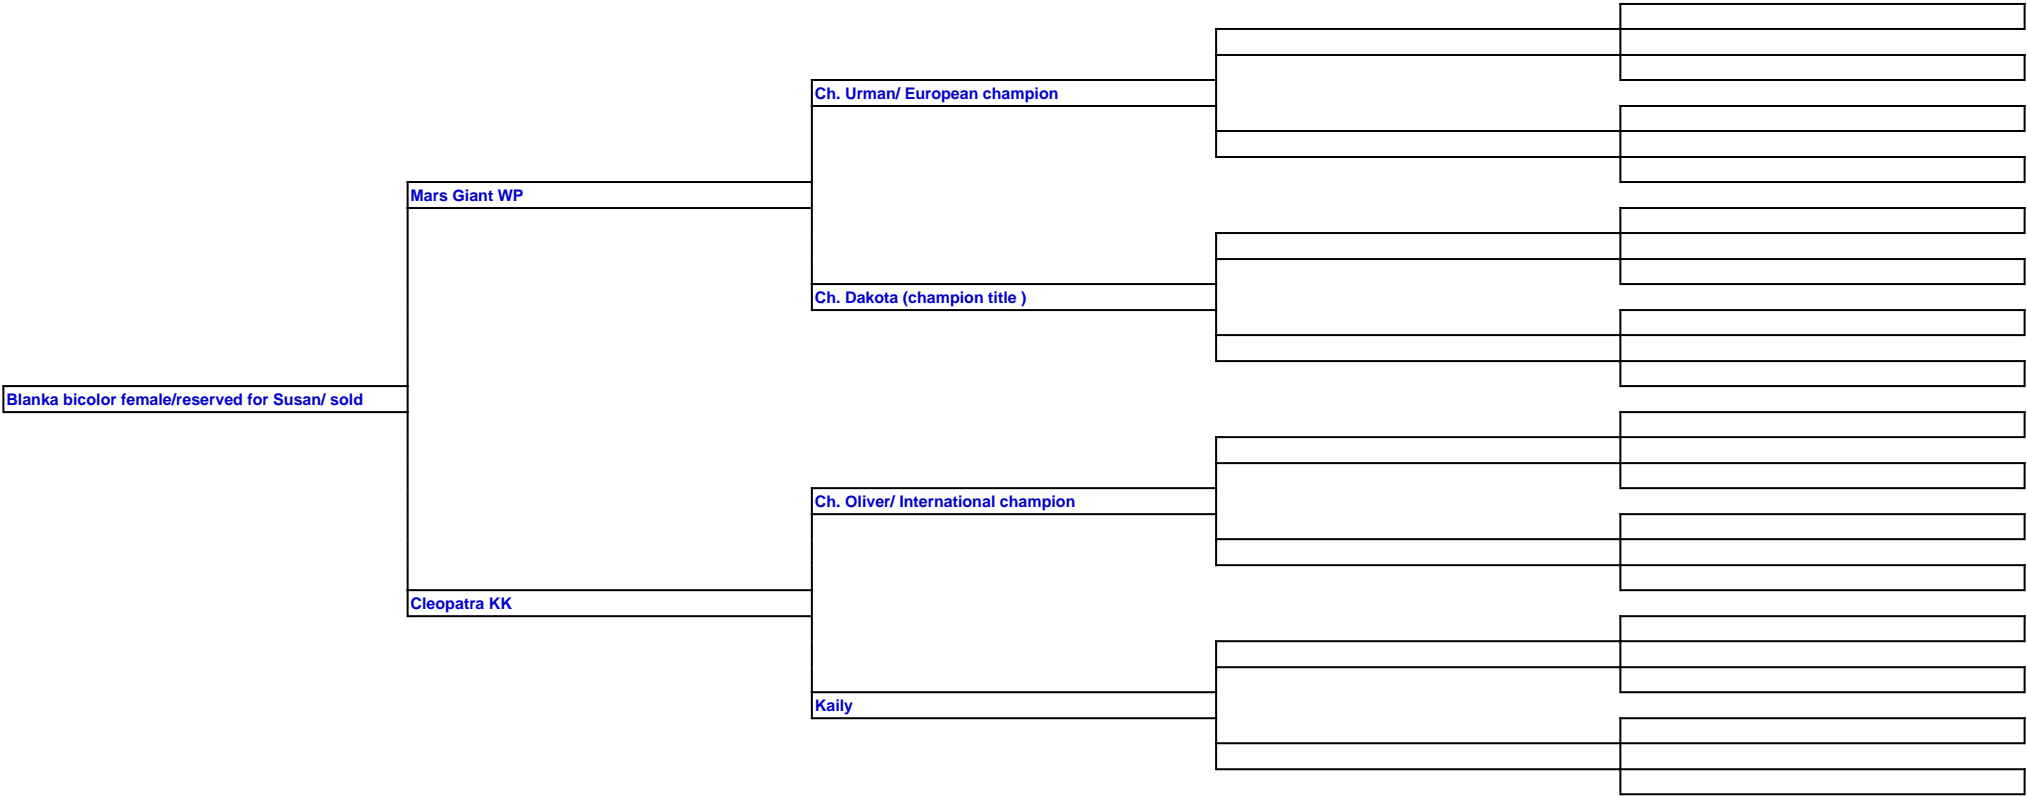 Ch. Urman/ European champion
Mars Giant WP
Ch. Dakota (champion title )
Blanka bicolor female/reserved for Susan/ sold
Ch. Oliver/ International champion
Cleopatra KK
Kaily